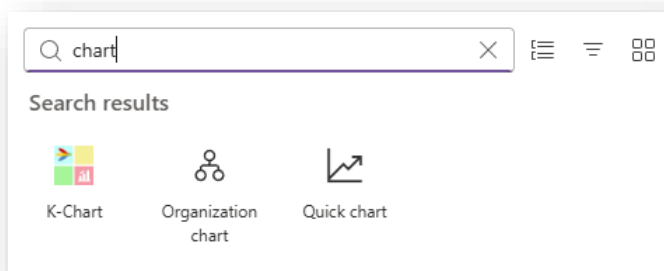 chart
Search results
K-Chart
Organization
chart
Quick chart